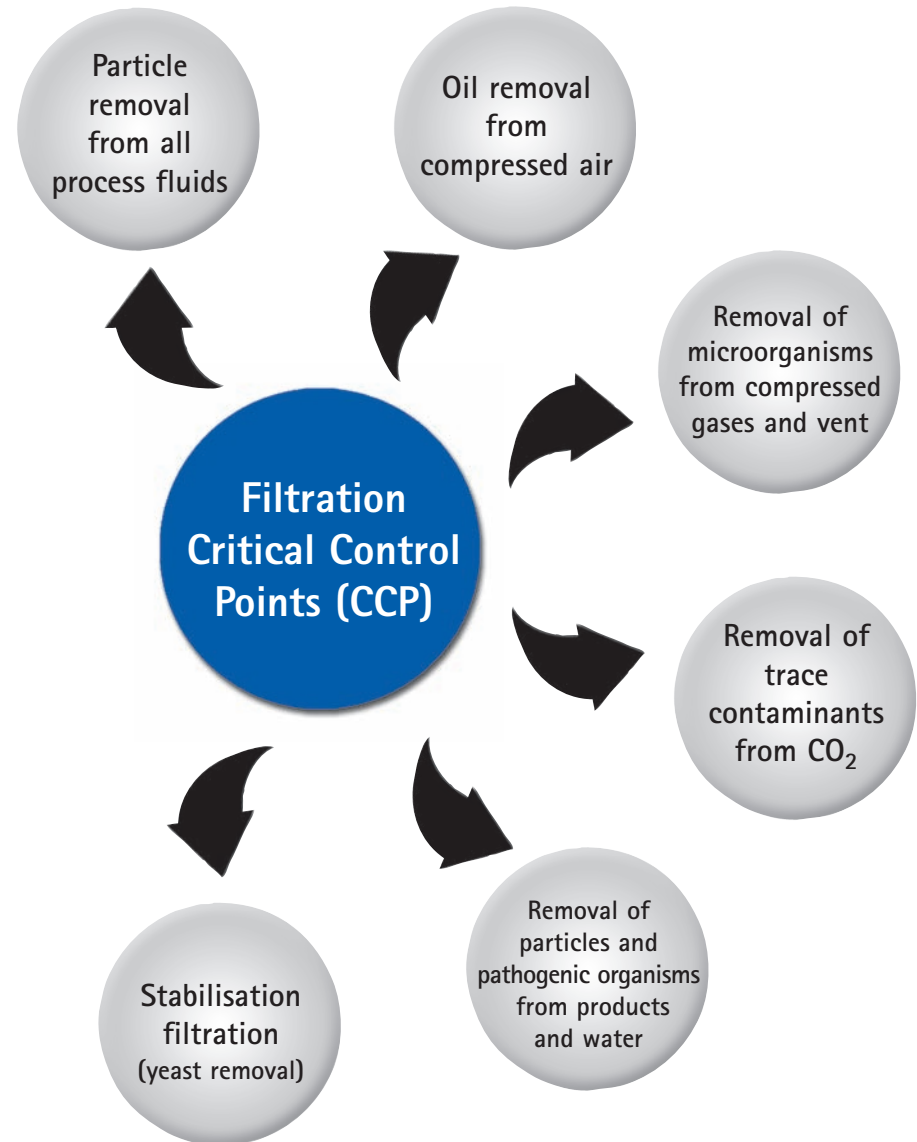 Particle
removal
from all
process fluids
Oil removal
from
compressed air
Removal of
microorganisms
from compressed
gases and vent
Filtration
Critical Control
Points (CCP)
Removal of
trace
contaminants
from CO₂
Removal of
particles and
pathogenic organisms
from products
and water
Stabilisation
filtration
(yeast removal)